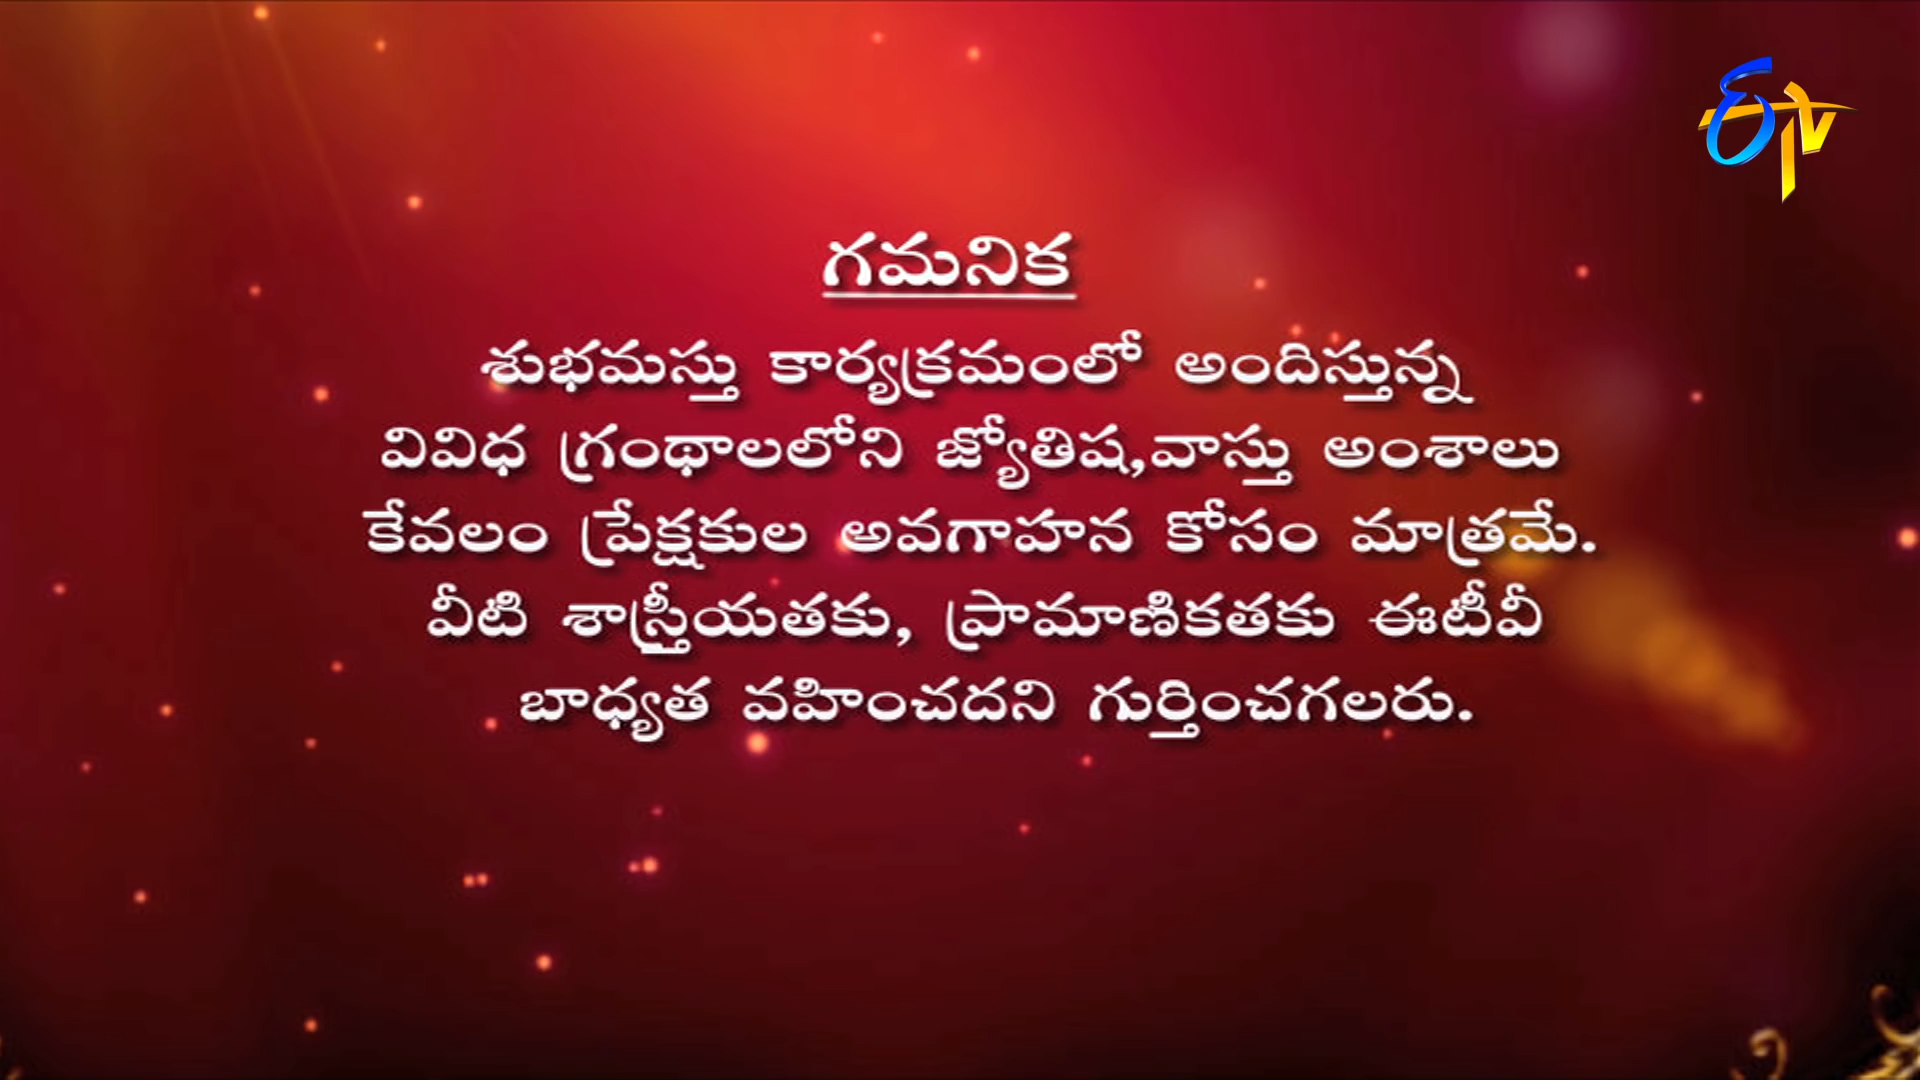 ETV
గమనిక
శుభమస్తు కార్యక్రమంలో అందిస్తున్న
వివిధ గ్రంథాలలోని జ్యోతిష,వాస్తు అంశాలు
కేవలం ప్రేక్షకుల అవగాహన కోసం మాత్రమే.
వీటి శాస్త్రీయతకు, ప్రామాణికతకు ఈటీవీ
బాధ్యత వహించదని గుర్తించగలరు.